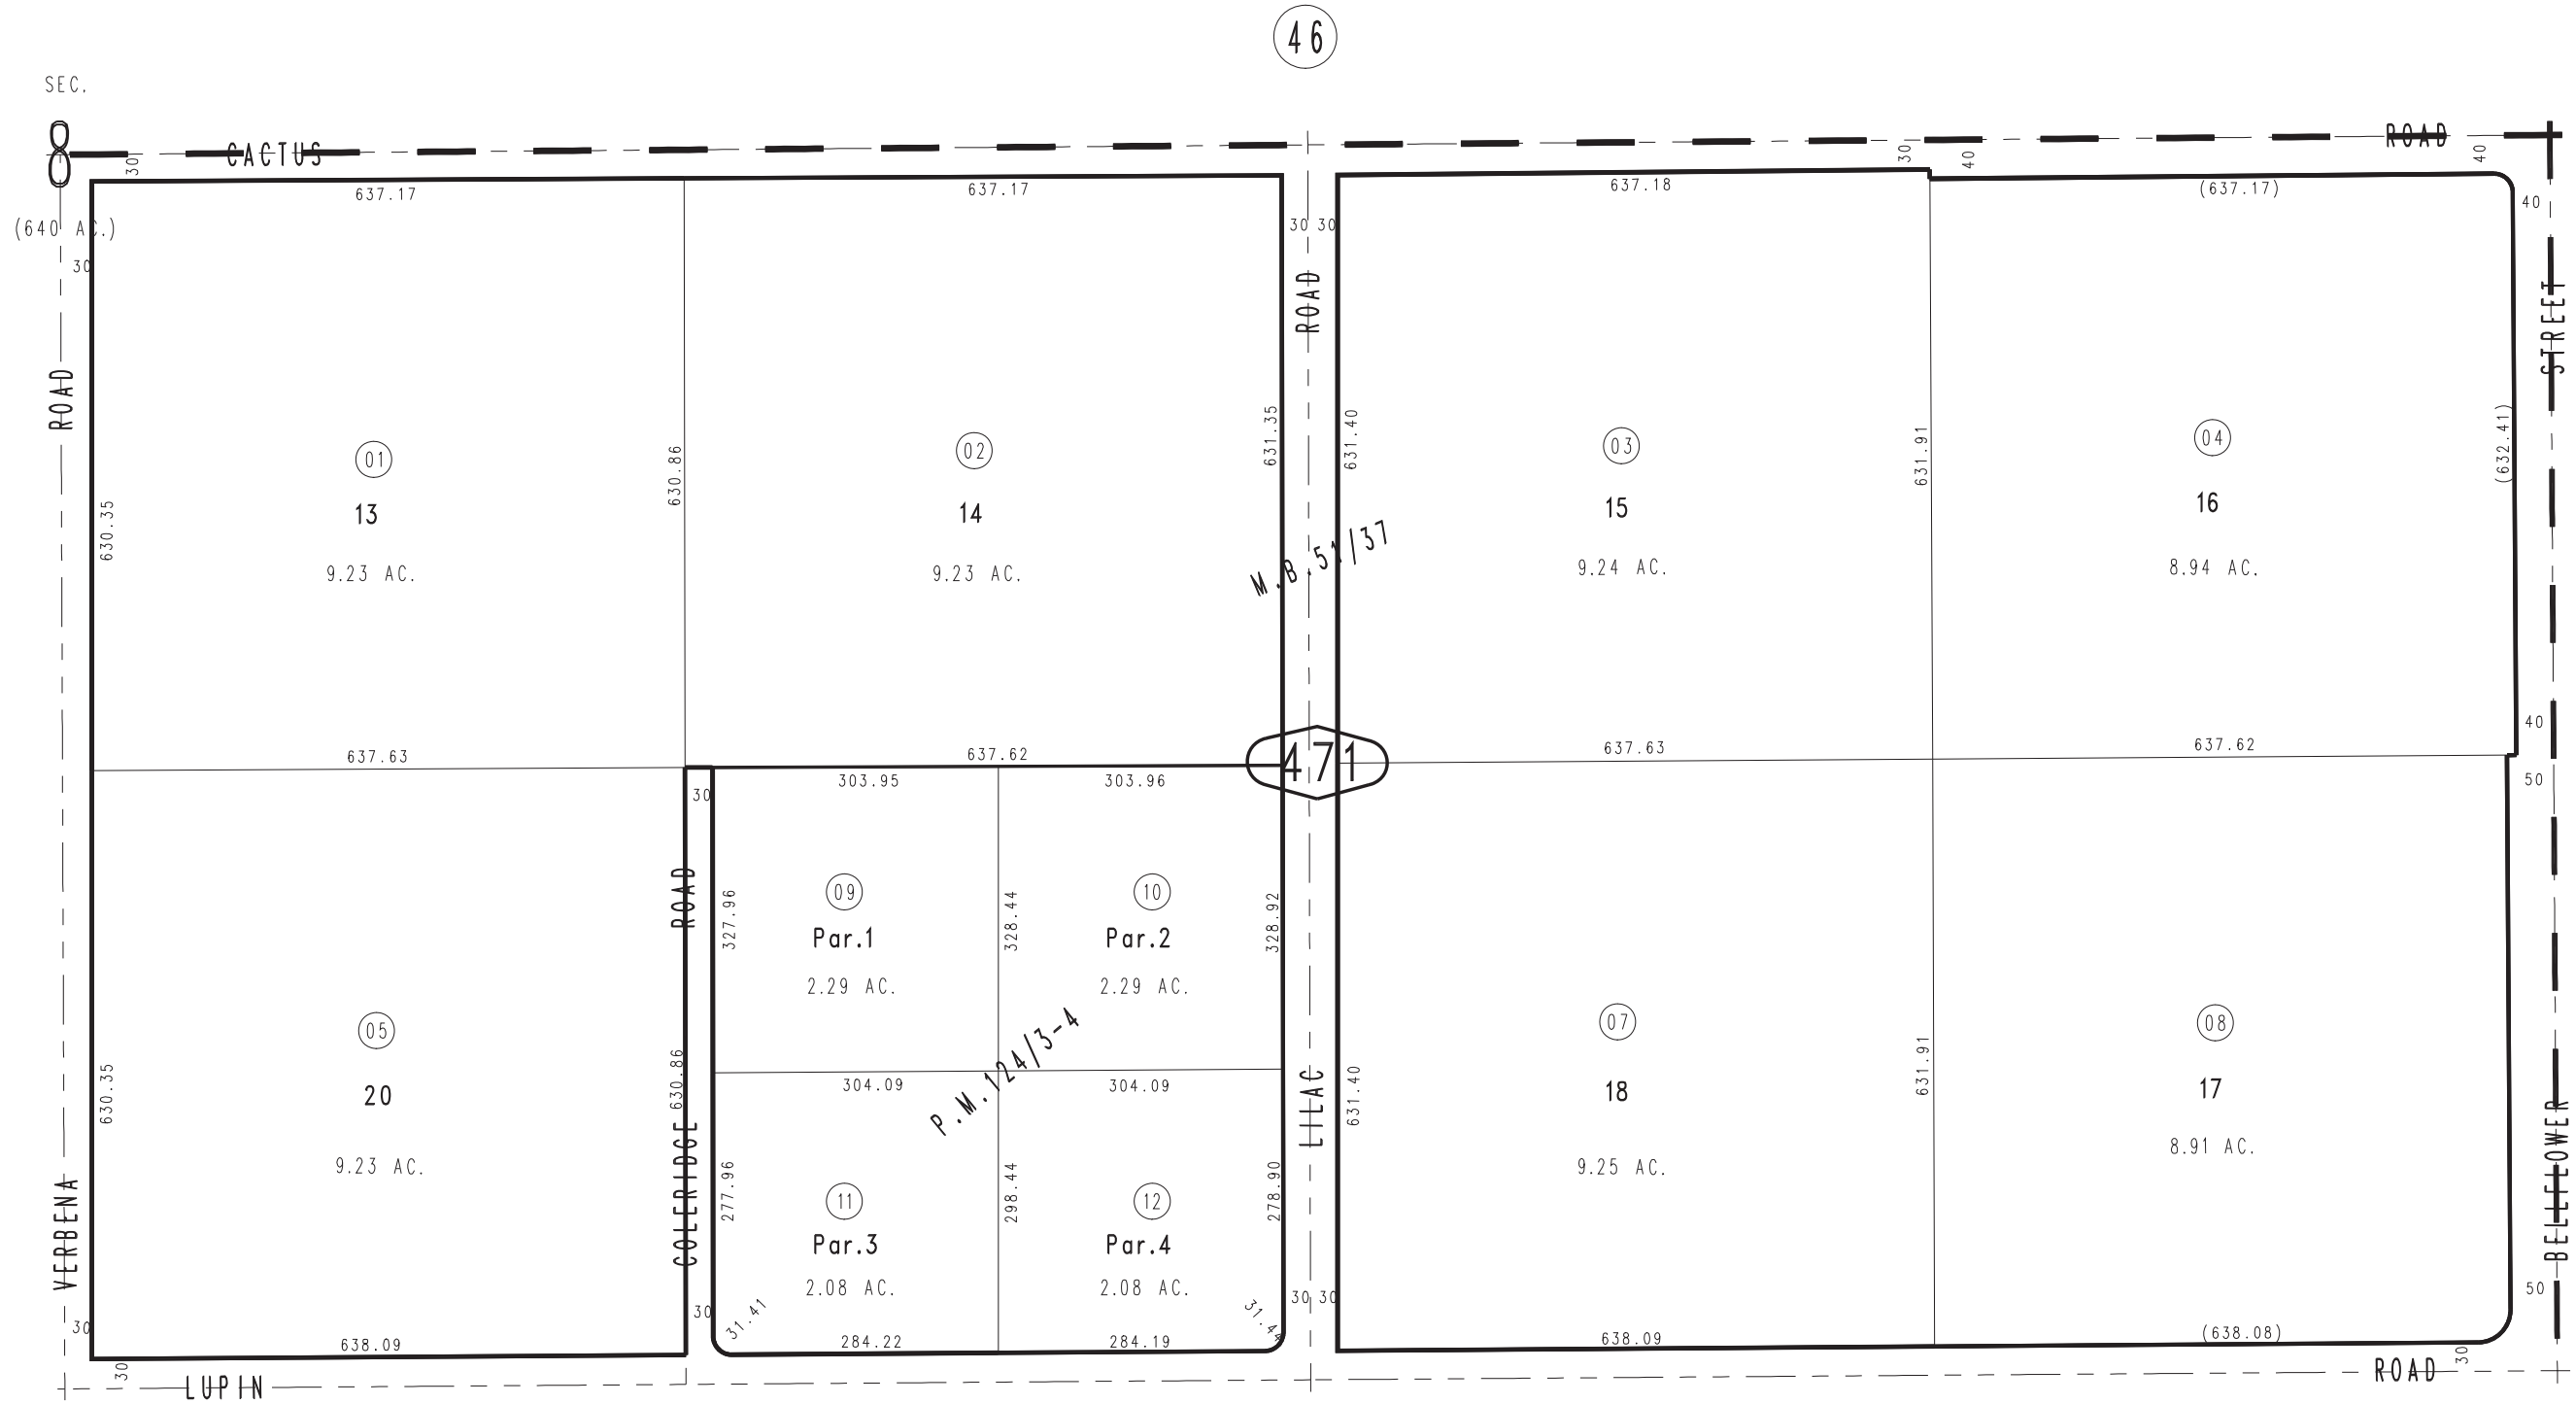 46
SEC.
8
CACTUS
ROAD
30
30
40
40
637.17
637.17
637.18
(637.17)
(640 AC.)
30
30 30
40
ROAD
ROAD
STREET
01
13
9.23 AC.
630.35
630.86
02
14
9.23 AC.
631.35
631.40
03
15
9.24 AC.
631.91
04
16
8.94 AC.
(632.41)
M.B.51/37
637.63
637.62
471
637.63
637.62
40
50
30
303.95
303.96
ROAD
327.96
09
Par.1
2.29 AC.
328.44
10
Par.2
2.29 AC.
328.92
P.M.124/3-4
304.09
304.09
05
20
9.23 AC.
630.35
630.86
VERBENA
COLERIDGE
277.96
11
Par.3
2.08 AC.
298.44
12
Par.4
2.08 AC.
278.90
LILAC
631.40
07
18
9.25 AC.
631.91
08
17
8.91 AC.
BELLFLOWER
50
30
30
31.41
31.44
30 30
638.09
284.22
284.19
638.09
(638.08)
30
30
LUPIN
ROAD